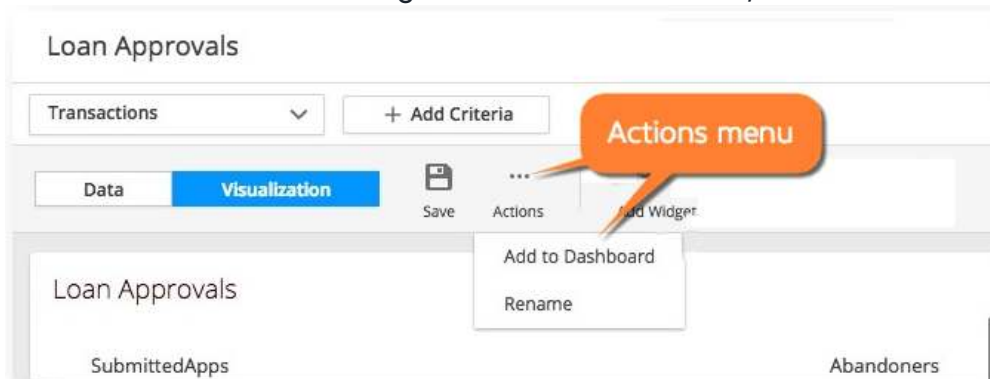 Loan Approvals
Transactions
+ Add Criteria
Actions menu
Data
Visualization
Save
Actions
Add Widget
Add to Dashboard
Rename
Loan Approvals
SubmittedApps
Abandoners